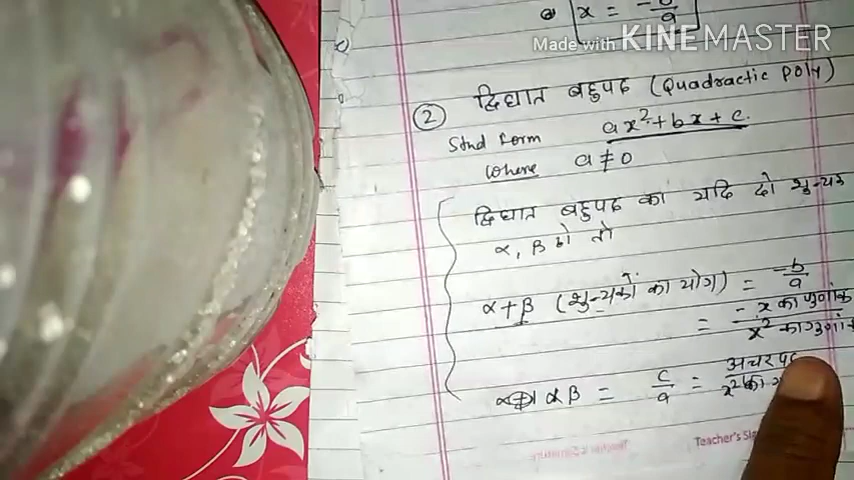 x = -b/a
Made with KINEMASTER
② द्विघात बहुपद (Quadractic Poly)
Stnd form ax² + bx + c.
where a ≠ 0
द्विघात बहुपद का यदि दो शुन्यक
α, β हो तो
α + β (शुन्यकों का योग) = -b/a
= -x का गुणांक / x² का गुणांक
αβ = c/a = अचर पद / x² का
Teacher's